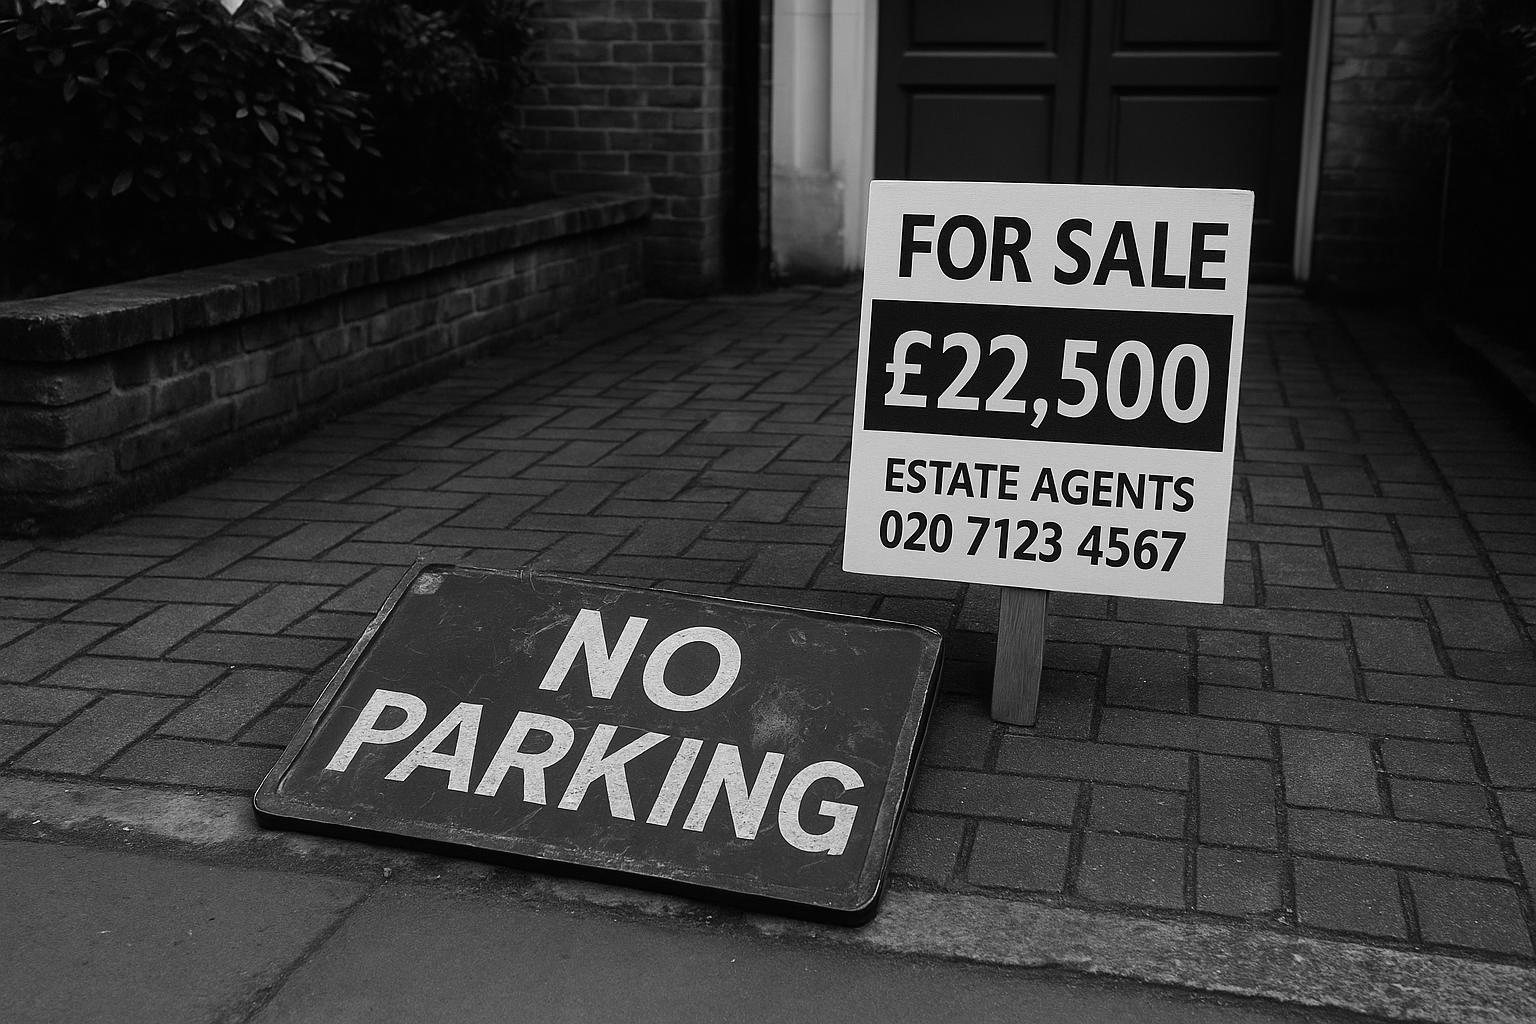 FOR SALE
£22,500
ESTATE AGENTS
020 7123 4567
NO
PARKING